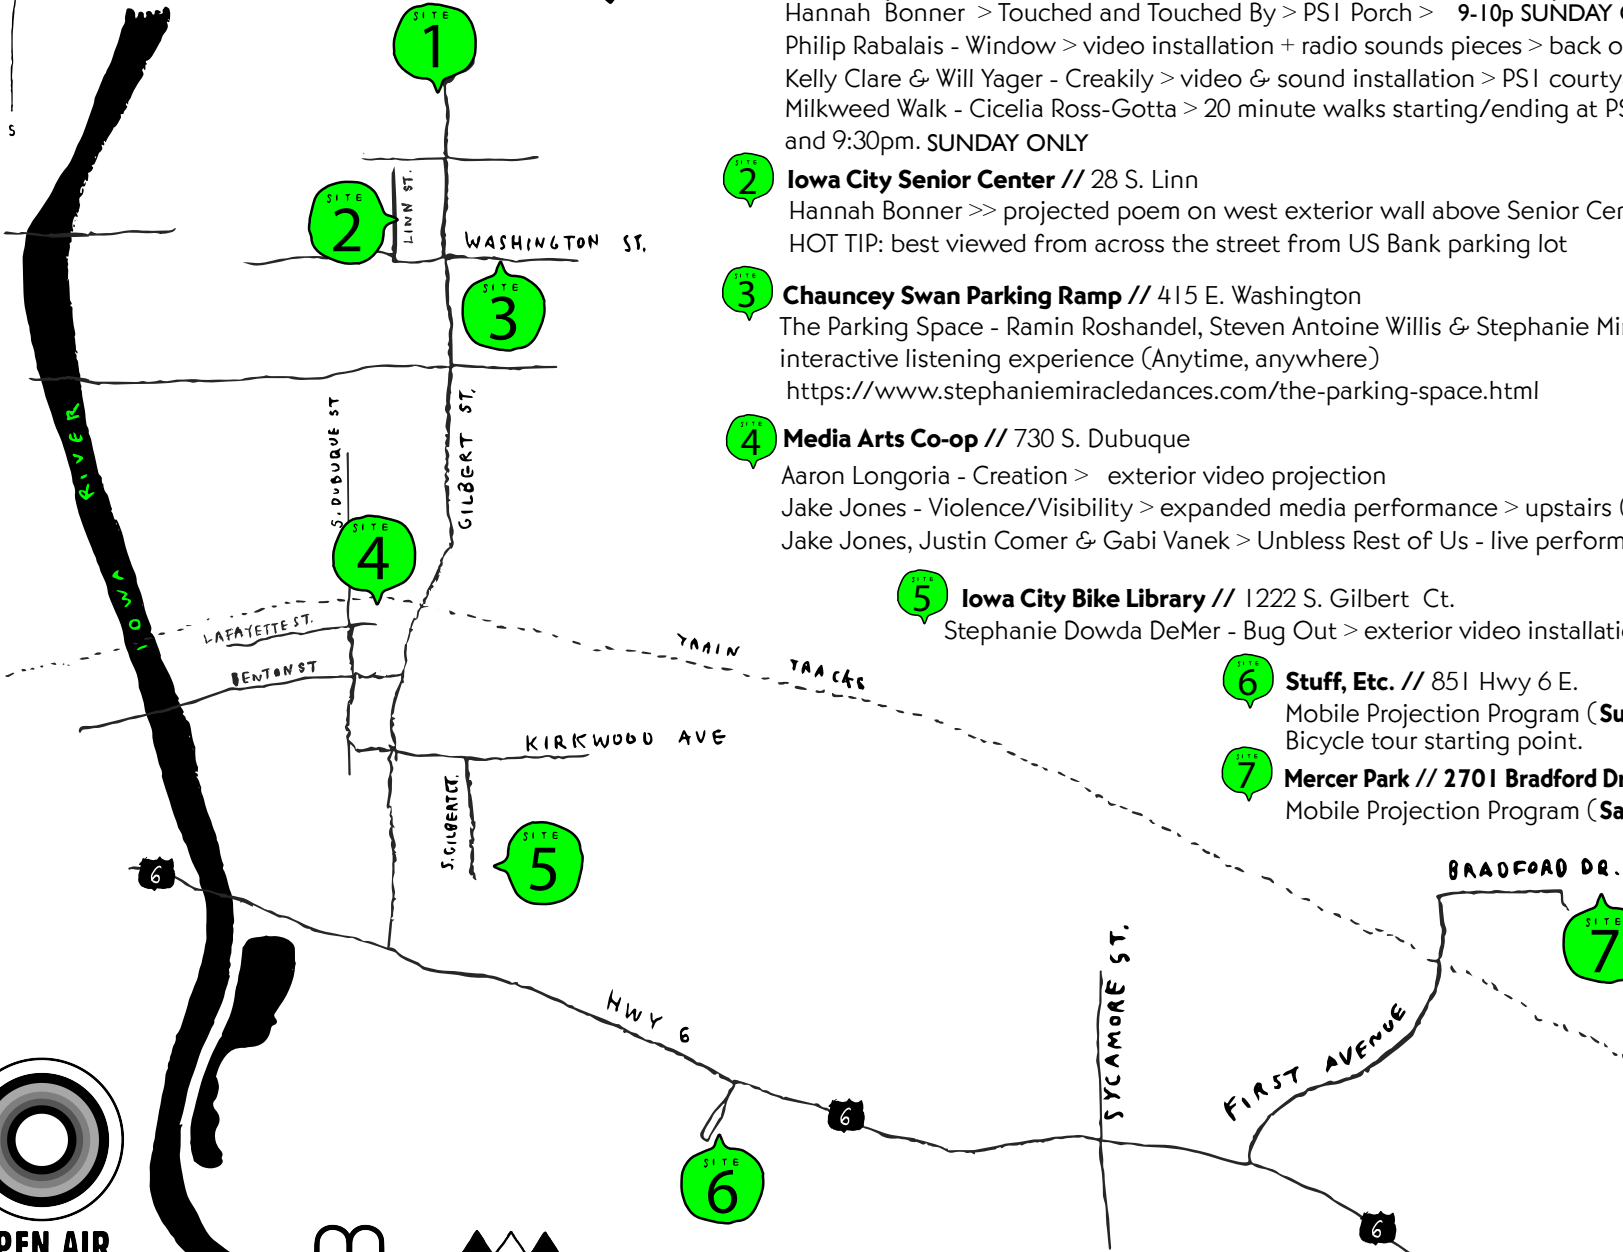 S
SITE
1
Hannah Bonner > Touched and Touched By > PS1 Porch > 9-10p SUNDAY
Philip Rabalais - Window > video installation + radio sounds pieces > back
Kelly Clare & Will Yager - Creakily > video & sound installation > PS1
Milkweed Walk - Cicelia Ross-Gotta > 20 minute walks starting/ending at
and 9:30pm. SUNDAY ONLY
SITE
2
Iowa City Senior Center // 28 S. Linn
Hannah Bonner >> projected poem on west exterior wall above Senior
HOT TIP: best viewed from across the street from US Bank parking lot
SITE
3
Chauncey Swan Parking Ramp // 415 E. Washington
The Parking Space - Ramin Roshandel, Steven Antoine Willis & Stephanie
interactive listening experience (Anytime, anywhere)
https://www.stephaniemiracledances.com/the-parking-space.html
SITE
4
Media Arts Co-op // 730 S. Dubuque
Aaron Longoria - Creation > exterior video projection
Jake Jones - Violence/Visibility > expanded media performance > upstairs
Jake Jones, Justin Comer & Gabi Vanek > Unbless Rest of Us - live
SITE
5
Iowa City Bike Library // 1222 S. Gilbert Ct.
Stephanie Dowda DeMer - Bug Out > exterior video
SITE
6
Stuff, Etc. // 851 Hwy 6 E.
Mobile Projection Program (
Bicycle tour starting point.
SITE
7
Mercer Park // 2701 Bradford
Mobile Projection Program (
SITE
2
LINN ST.
WASHINGTON ST.
SITE
3
S. DUBUQUE ST
GILBERT ST.
IOWA RIVER
SITE
4
LAFAYETTE ST.
BENTON ST
TRAIN TRACKS
KIRKWOOD AVE
S. GILBERT CT.
SITE
5
6
BRADFORD DR.
SITE
7
HWY 6
SYCAMORE ST.
FIRST AVENUE
6
SITE
6
6
AIR